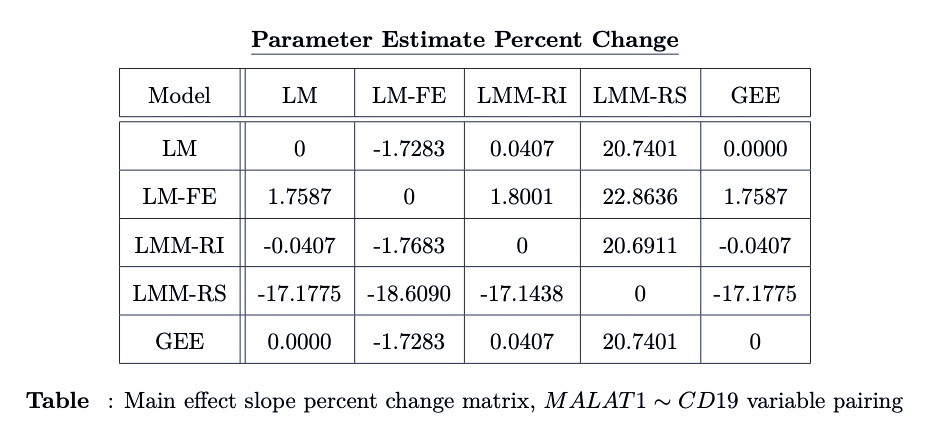 Parameter Estimate Percent Change
Model LM LM-FE LMM-RI LMM-RS GEE
LM 0 -1.7283 0.0407 20.7401 0.0000
LM-FE 1.7587 0 1.8001 22.8636 1.7587
LMM-RI -0.0407 -1.7683 0 20.6911 -0.0407
LMM-RS -17.1775 -18.6090 -17.1438 0 -17.1775
GEE 0.0000 -1.7283 0.0407 20.7401 0
Table : Main effect slope percent change matrix, MALAT1 ∼ CD19 variable pairing